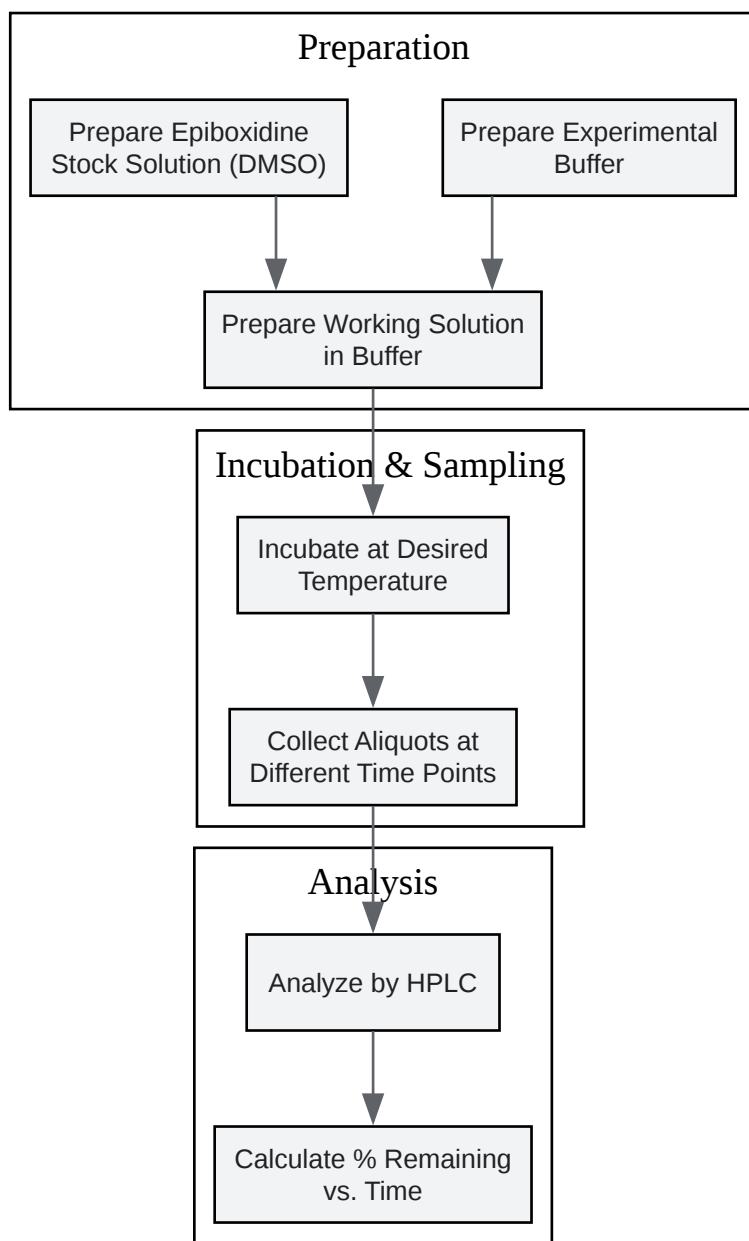 Preparation
Prepare Epiboxidine
Stock Solution (DMSO)
Prepare Experimental
Buffer
Prepare Working Solution
in Buffer
Incubation & Sampling
Incubate at Desired
Temperature
Collect Aliquots at
Different Time Points
Analysis
Analyze by HPLC
Calculate % Remaining
vs. Time